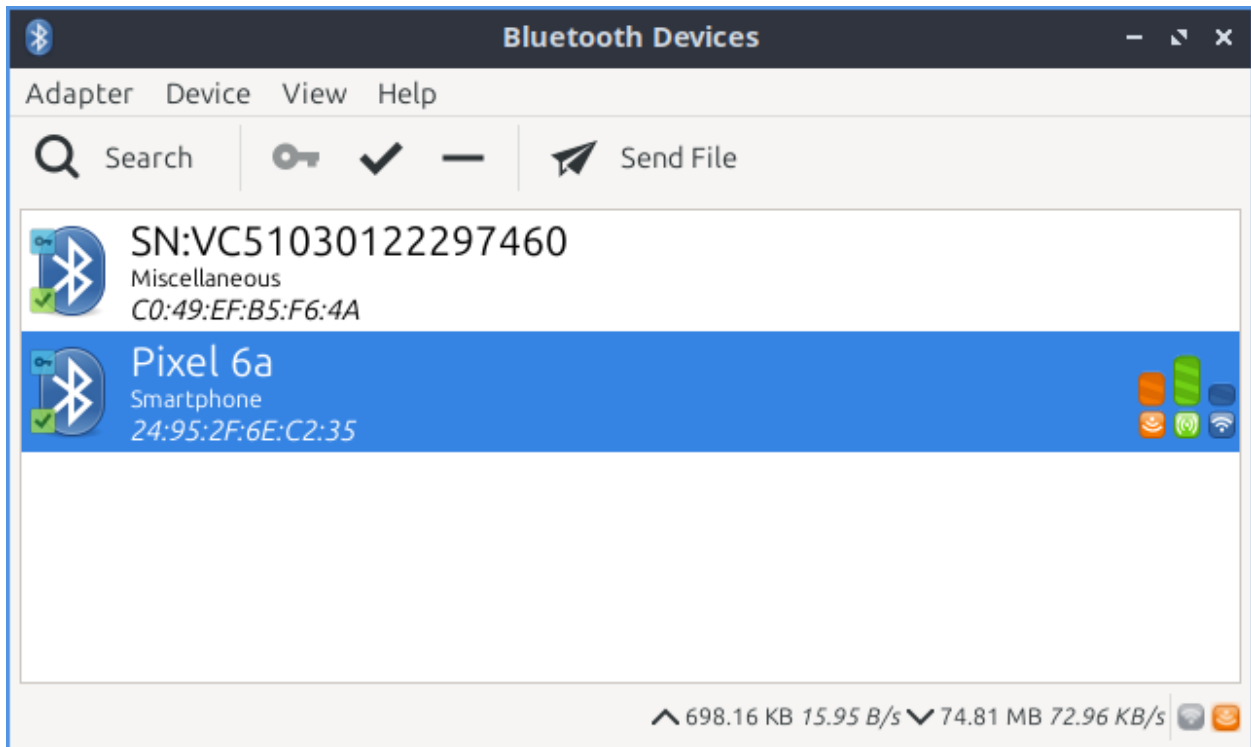 Bluetooth Devices
Adapter Device View Help
Search Send File
SN:VC51030122297460
Miscellaneous
C0:49:EF:B5:F6:4A
Pixel 6a
Smartphone
24:95:2F:6E:C2:35
698.16 KB 15.95 B/s 74.81 MB 72.96 KB/s